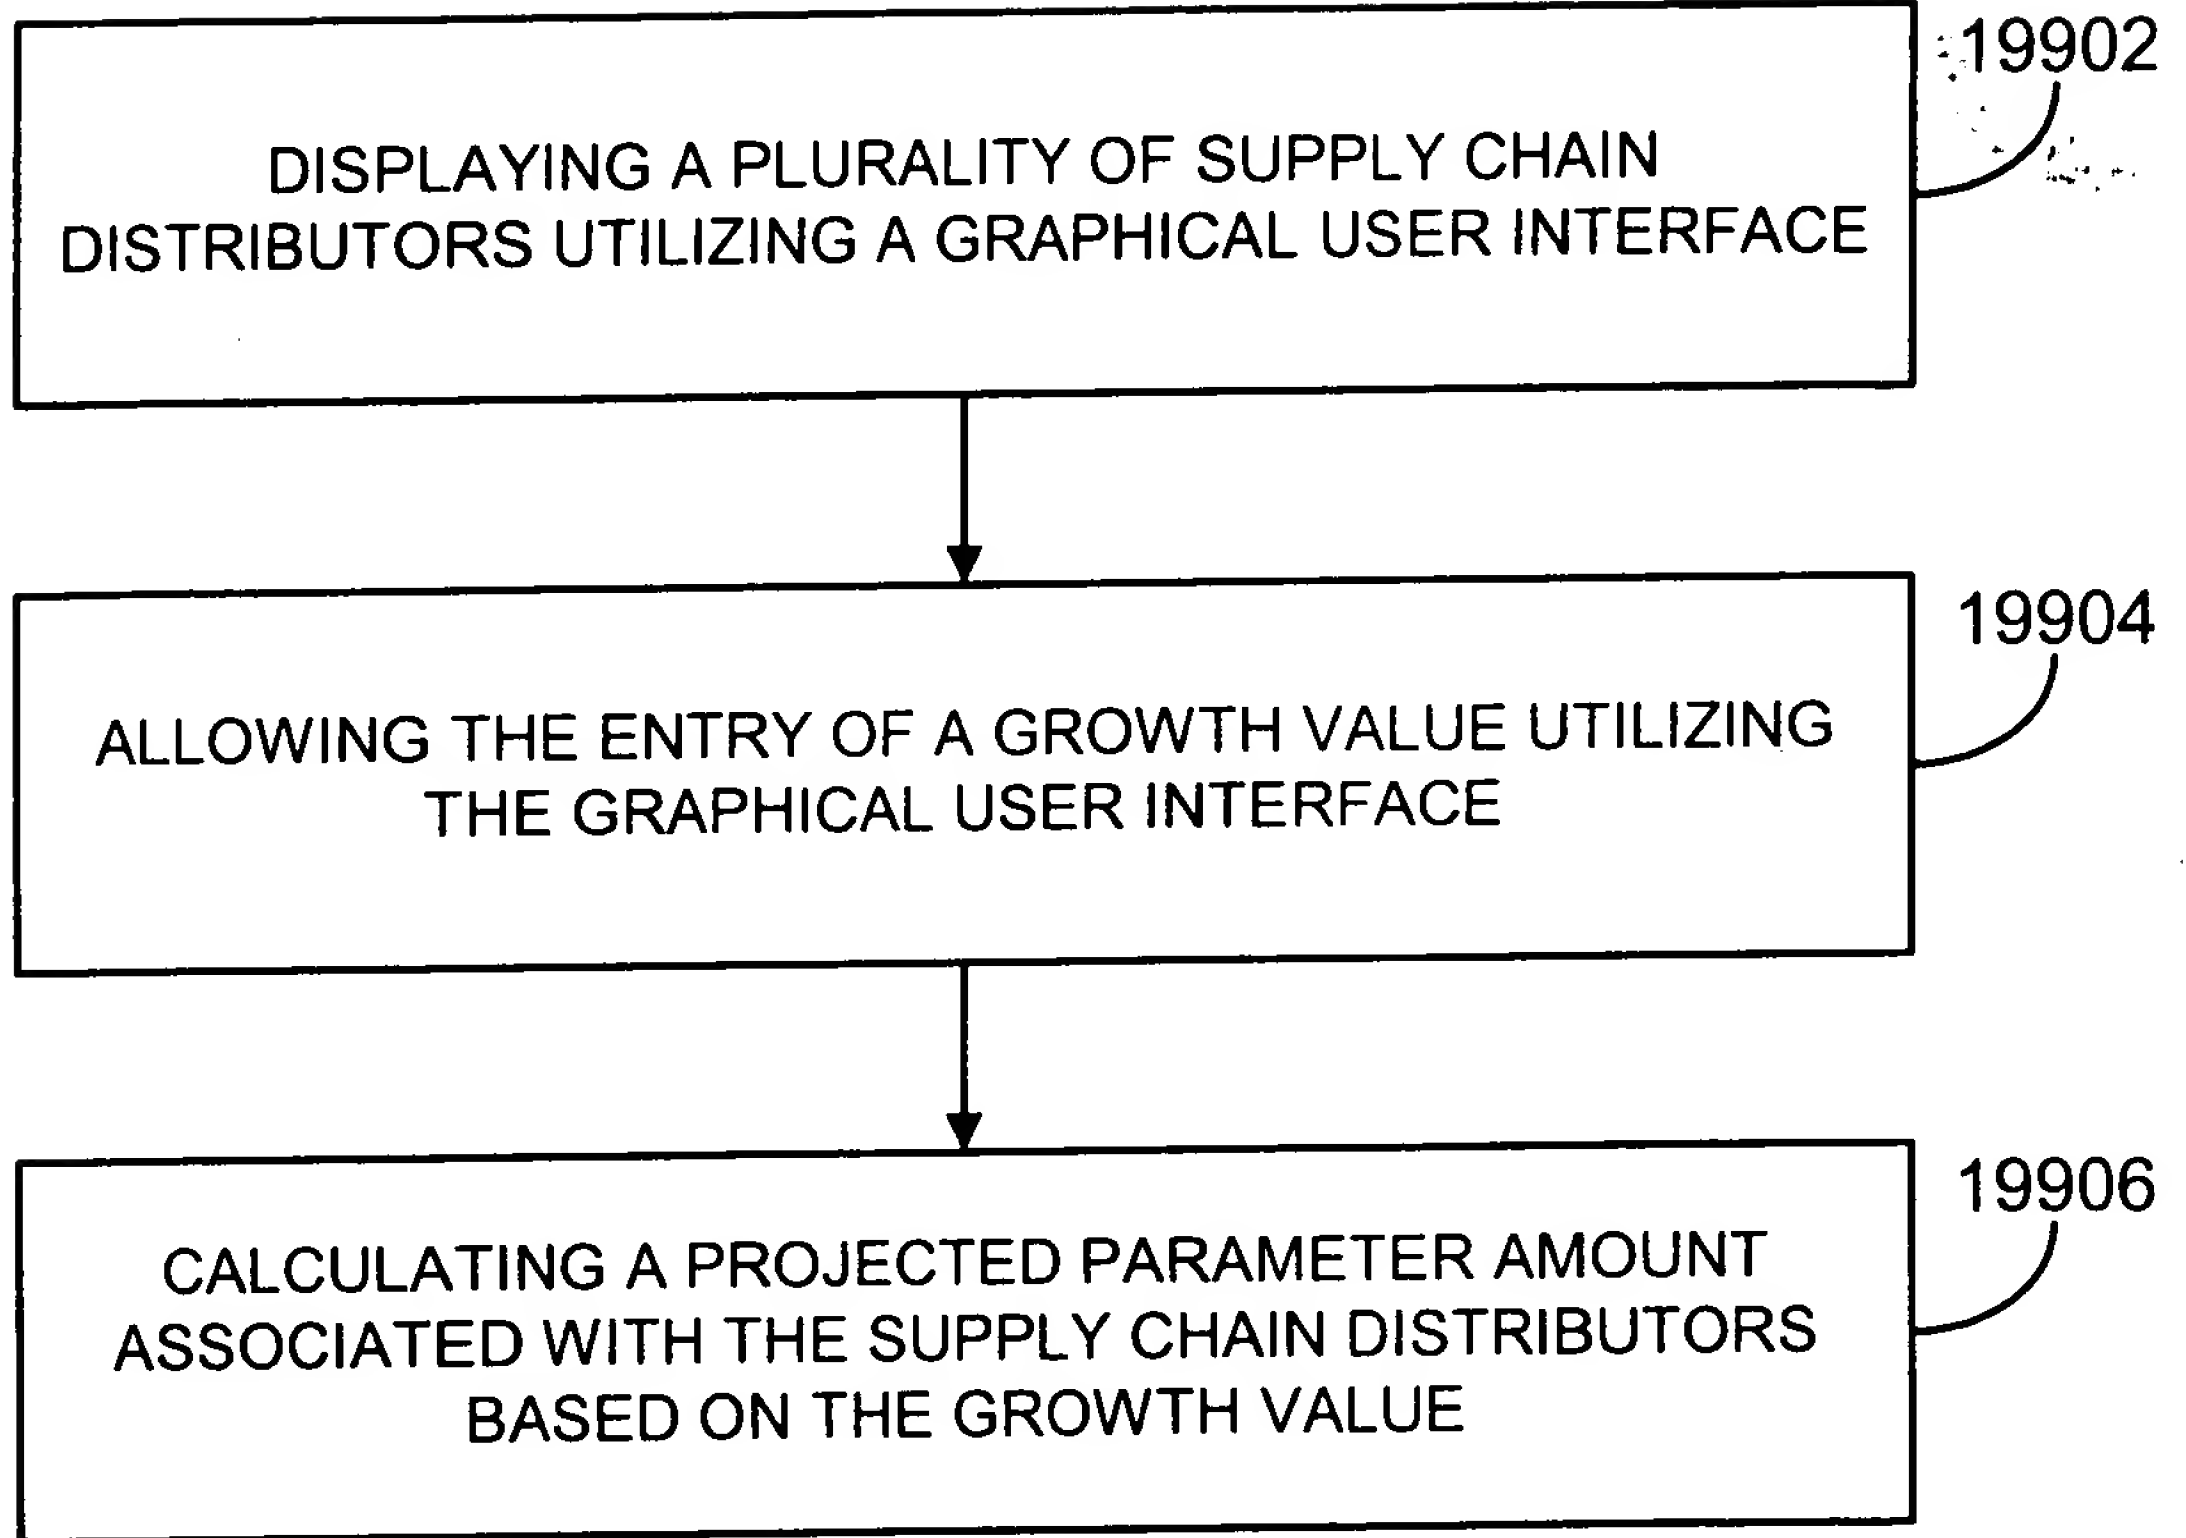 19902
DISPLAYING A PLURALITY OF SUPPLY CHAIN
DISTRIBUTORS UTILIZING A GRAPHICAL USER INTERFACE
19904
ALLOWING THE ENTRY OF A GROWTH VALUE UTILIZING
THE GRAPHICAL USER INTERFACE
19906
CALCULATING A PROJECTED PARAMETER AMOUNT
ASSOCIATED WITH THE SUPPLY CHAIN DISTRIBUTORS
BASED ON THE GROWTH VALUE